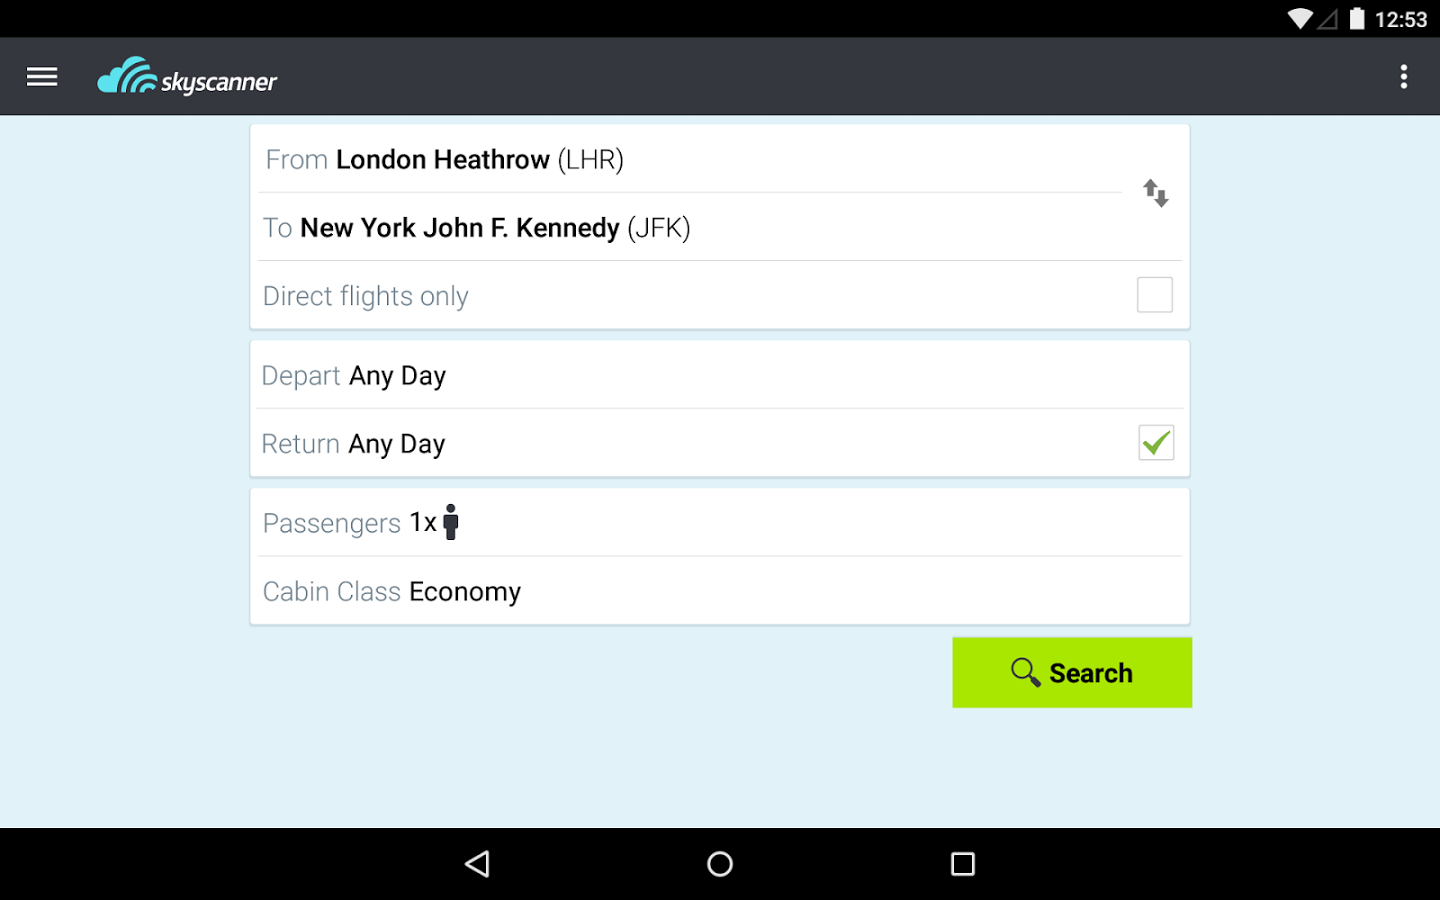 12:53
skyscanner
From London Heathrow (LHR)
To New York John F. Kennedy (JFK)
Direct flights only
Depart Any Day
Return Any Day
Passengers 1x
Cabin Class Economy
Search